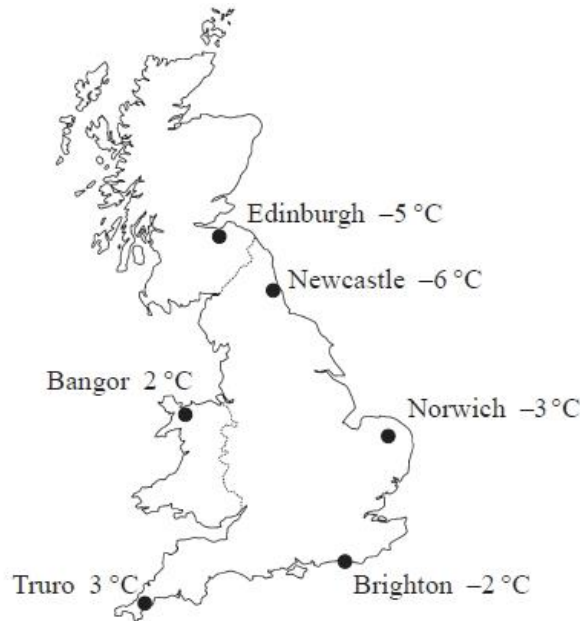 Edinburgh –5 °C
Newcastle –6 °C
Bangor 2 °C
Norwich –3 °C
Truro 3 °C
Brighton –2 °C